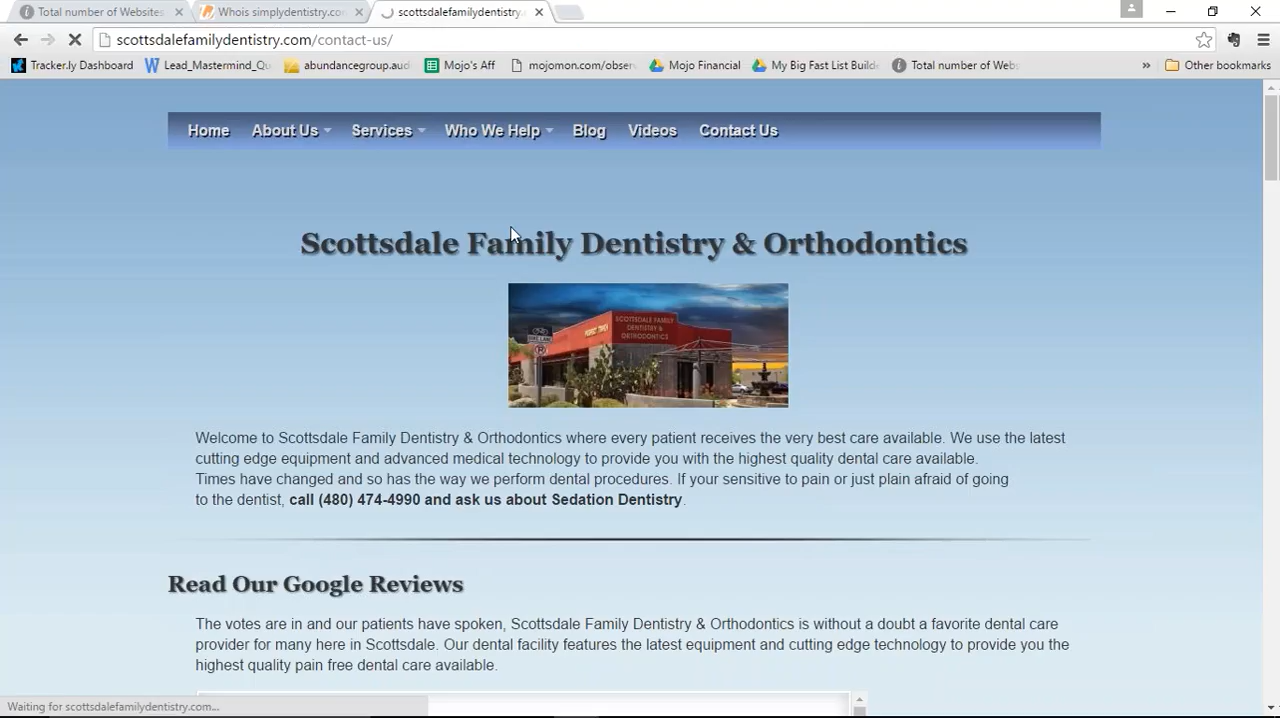 Total number of Websites
Whois simplydentistry.com
scottsdalefamilydentistry.
scottsdalefamilydentistry.com/contact-us/
Tracker.ly Dashboard
Lead_Mastermind_Qu
abundancegroup.aud
Mojo's Aff
mojomon.com/obser
Mojo Financial
My Big Fast List Builde
Total number of Webs
»
Other bookmarks
Home About Us Services Who We Help Blog Videos Contact Us
Scottsdale Family Dentistry & Orthodontics
SCOTTSDALE FAMILY
DENTISTRY &
ORTHODONTICS
Welcome to Scottsdale Family Dentistry & Orthodontics where every patient receives the very best care available. We use the latest
cutting edge equipment and advanced medical technology to provide you with the highest quality dental care available.
Times have changed and so has the way we perform dental procedures. If your sensitive to pain or just plain afraid of going
to the dentist, call (480) 474-4990 and ask us about Sedation Dentistry.
Read Our Google Reviews
The votes are in and our patients have spoken, Scottsdale Family Dentistry & Orthodontics is without a doubt a favorite dental care
provider for many here in Scottsdale. Our dental facility features the latest equipment and cutting edge technology to provide you the
highest quality pain free dental care available.
Waiting for scottsdalefamilydentistry.com...